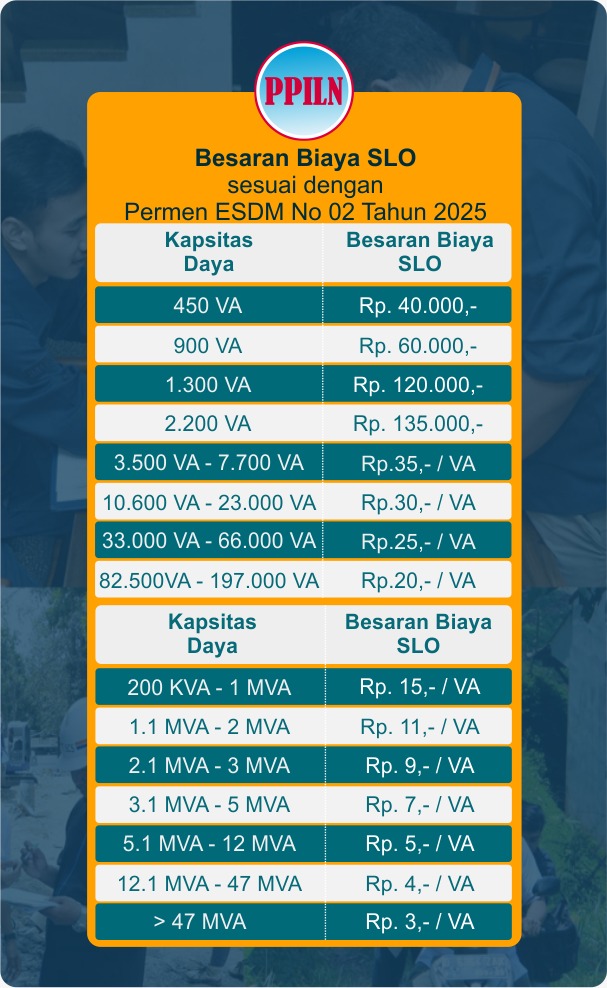 PPILN
Besaran Biaya SLO
sesuai dengan
Permen ESDM No 02 Tahun 2025
Kapsitas Daya
Besaran Biaya SLO
450 VA Rp. 40.000,-
900 VA Rp. 60.000,-
1.300 VA Rp. 120.000,-
2.200 VA Rp. 135.000,-
3.500 VA - 7.700 VA Rp.35,- / VA
10.600 VA - 23.000 VA Rp.30,- / VA
33.000 VA - 66.000 VA Rp.25,- / VA
82.500VA - 197.000 VA Rp.20,- / VA
Kapsitas Daya
Besaran Biaya SLO
200 KVA - 1 MVA Rp. 15,- / VA
1.1 MVA - 2 MVA Rp. 11,- / VA
2.1 MVA - 3 MVA Rp. 9,- / VA
3.1 MVA - 5 MVA Rp. 7,- / VA
5.1 MVA - 12 MVA Rp. 5,- / VA
12.1 MVA - 47 MVA Rp. 4,- / VA
> 47 MVA Rp. 3,- / VA